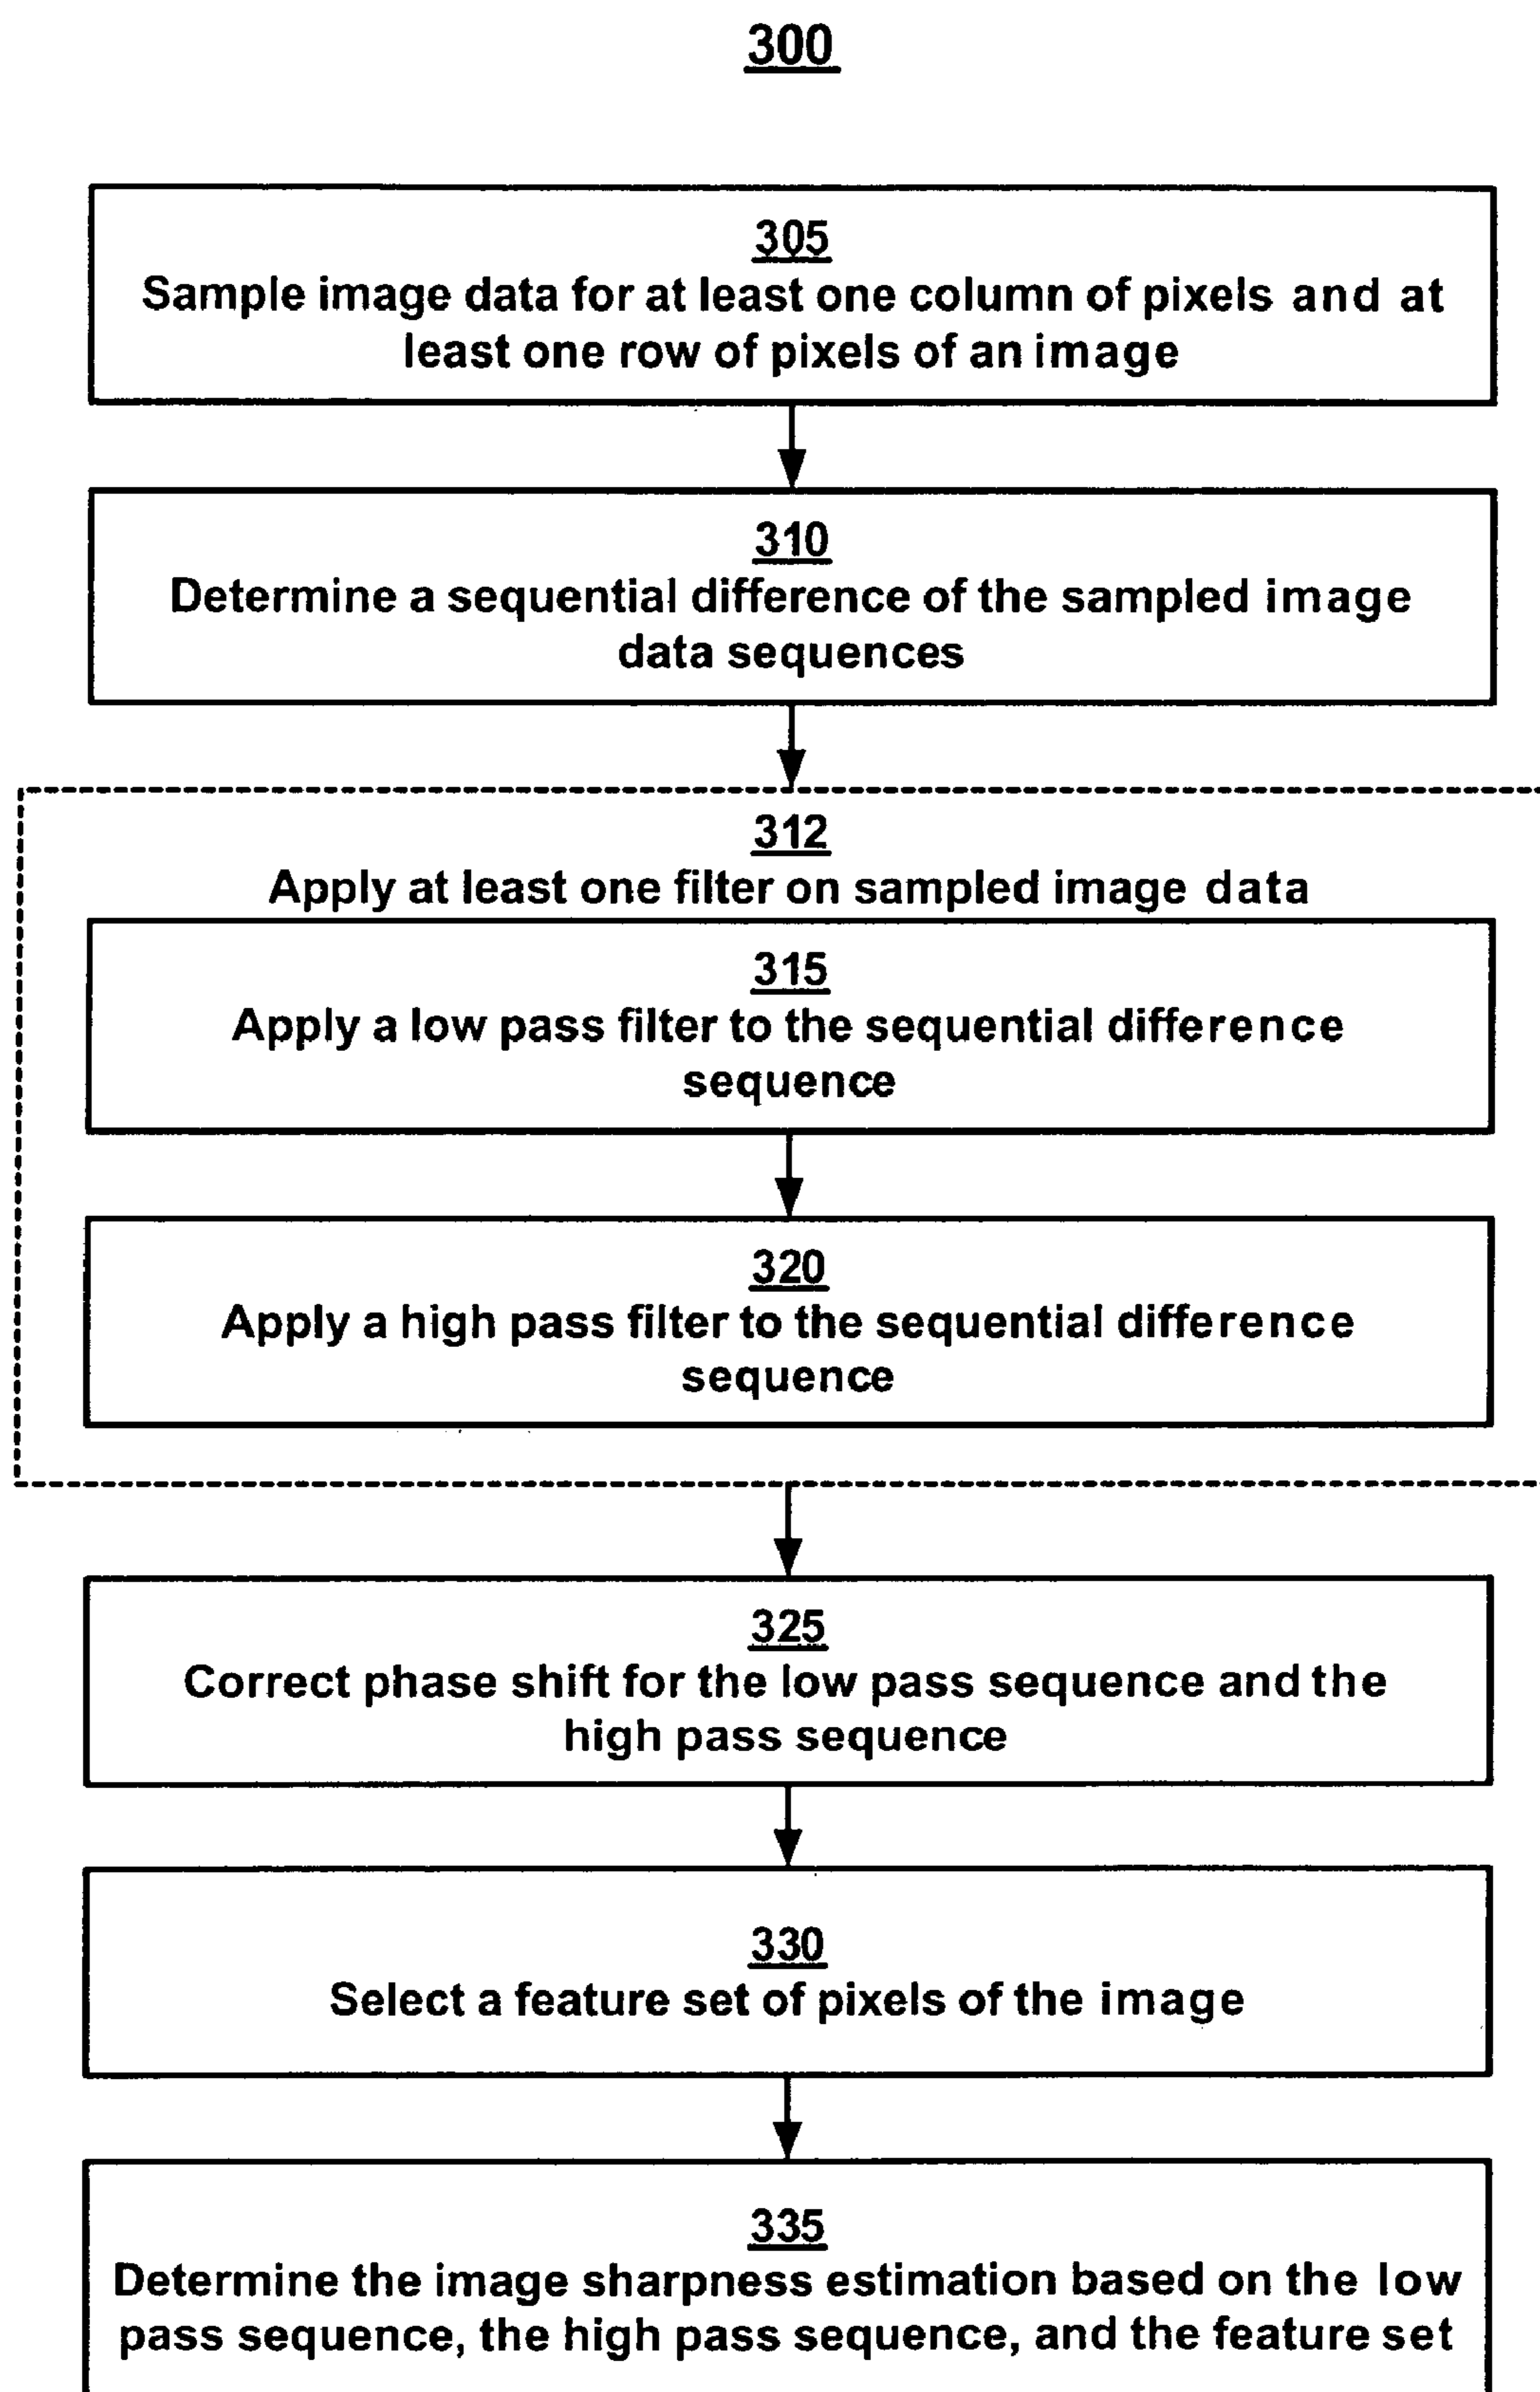 300
305
Sample image data for at least one column of pixels and at
least one row of pixels of an image
310
Determine a sequential difference of the sampled image
data sequences
312
Apply at least one filter on sampled image data
315
Apply a low pass filter to the sequential difference
sequence
320
Apply a high pass filter to the sequential difference
sequence
325
Correct phase shift for the low pass sequence and the
high pass sequence
330
Select a feature set of pixels of the image
335
Determine the image sharpness estimation based on the low
pass sequence, the high pass sequence, and the feature set